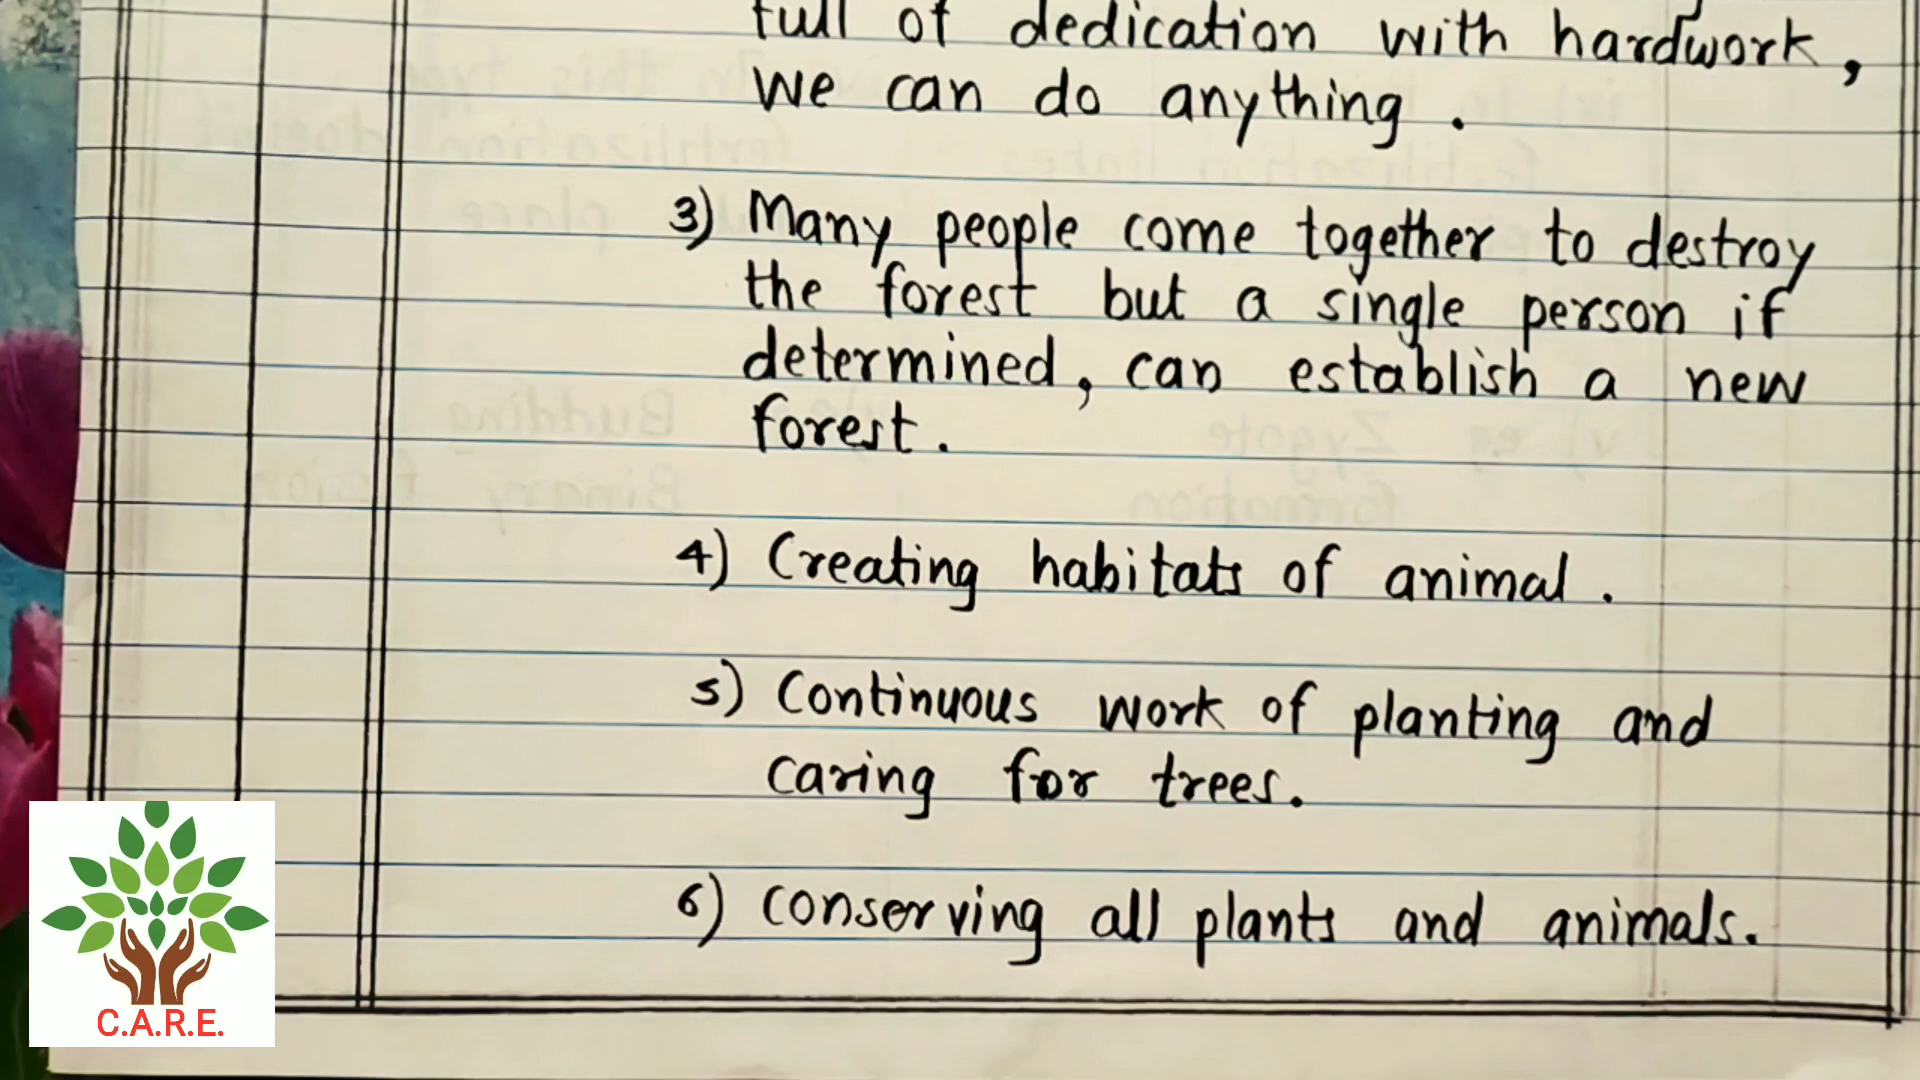 full of dedication with hardwork,
we can do anything.
3) Many people come together to destroy
the forest but a single person if
determined, can establish a new
forest.
4) Creating habitats of animal.
5) Continuous work of planting and
caring for trees.
6) Conserving all plants and animals.
C.A.R.E.